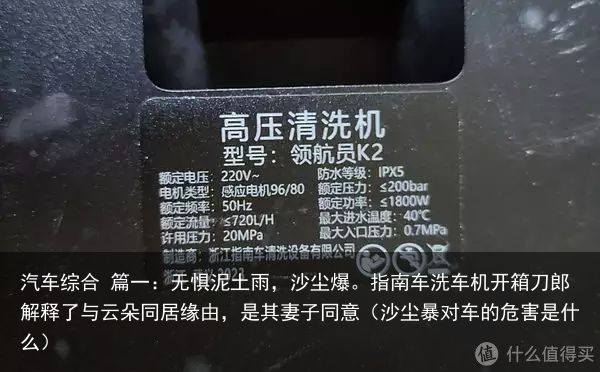 高压清洗机
型号：领航员K2
额定电压：220V~ 防水等级：IPX5
电机类型：感应电机96/80 额定压力：≤200bar
额定频率：50Hz 额定功率：≤1800W
额定流量：≤720L/H 最大进水温度：40℃
许用压力：20MPa 最大入口压力：0.7MPa
制造商：浙江指南车清洗设备有限公司
汽车综合 篇一：无惧泥土雨，沙尘爆。指南车洗车机开箱刀郎
解释了与云朵同居缘由，是其妻子同意（沙尘暴对车的危害是什
么）
值 什么值得买